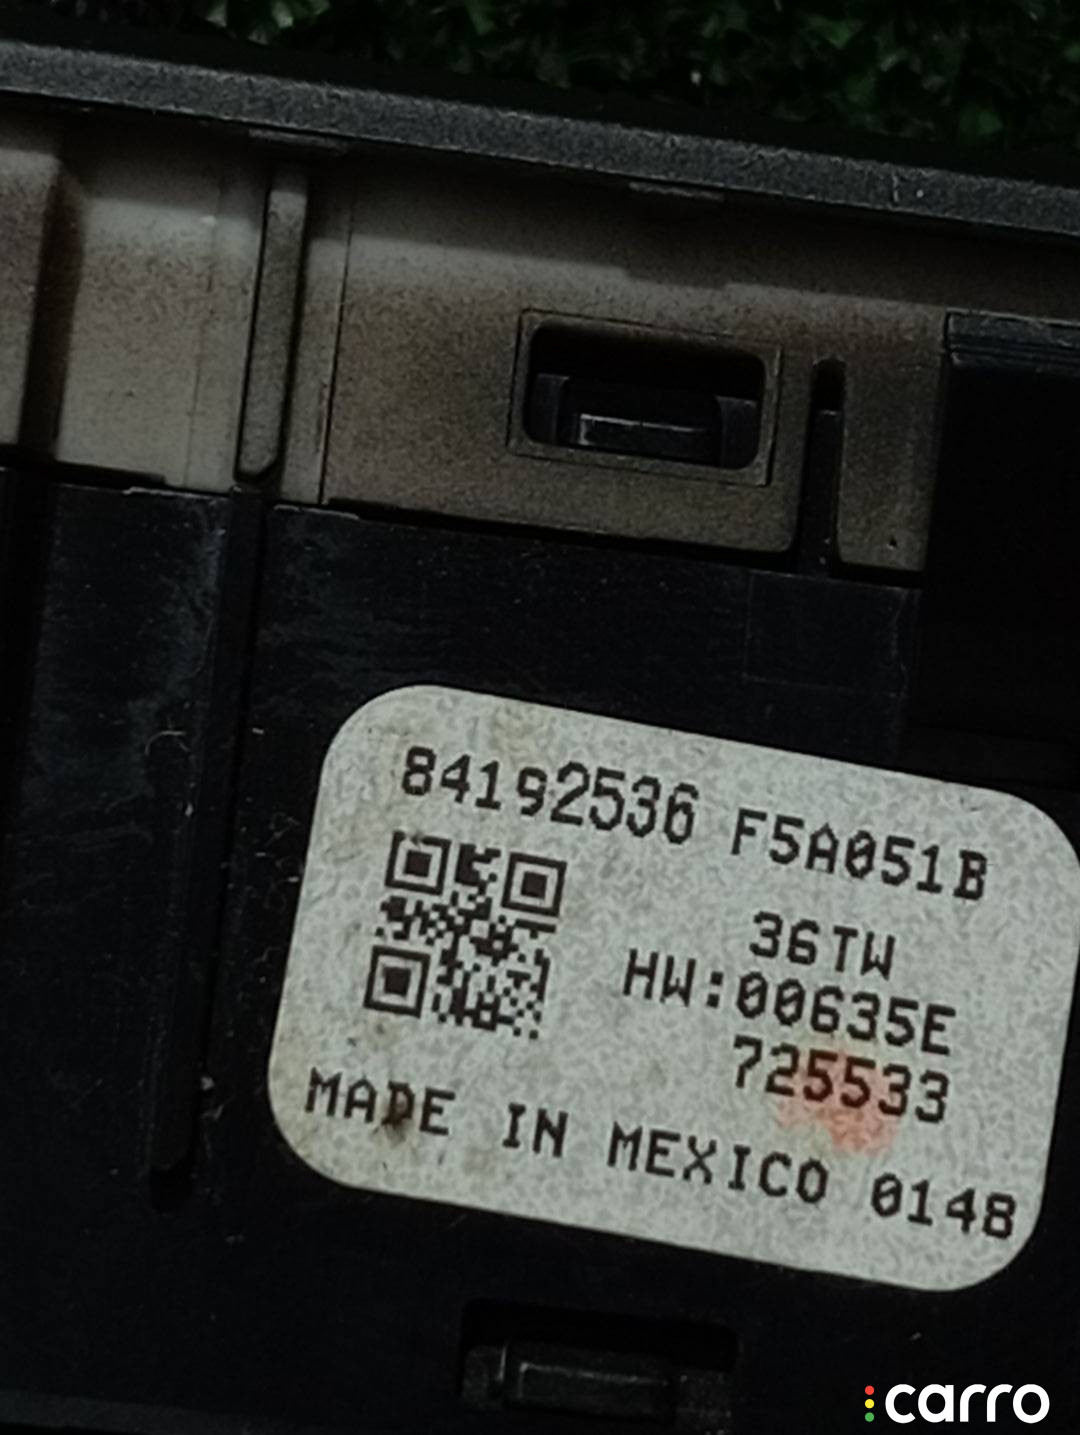 84192536 F5A051B
36TW
HW:00635E
725533
MADE IN MEXICO 0148
carro